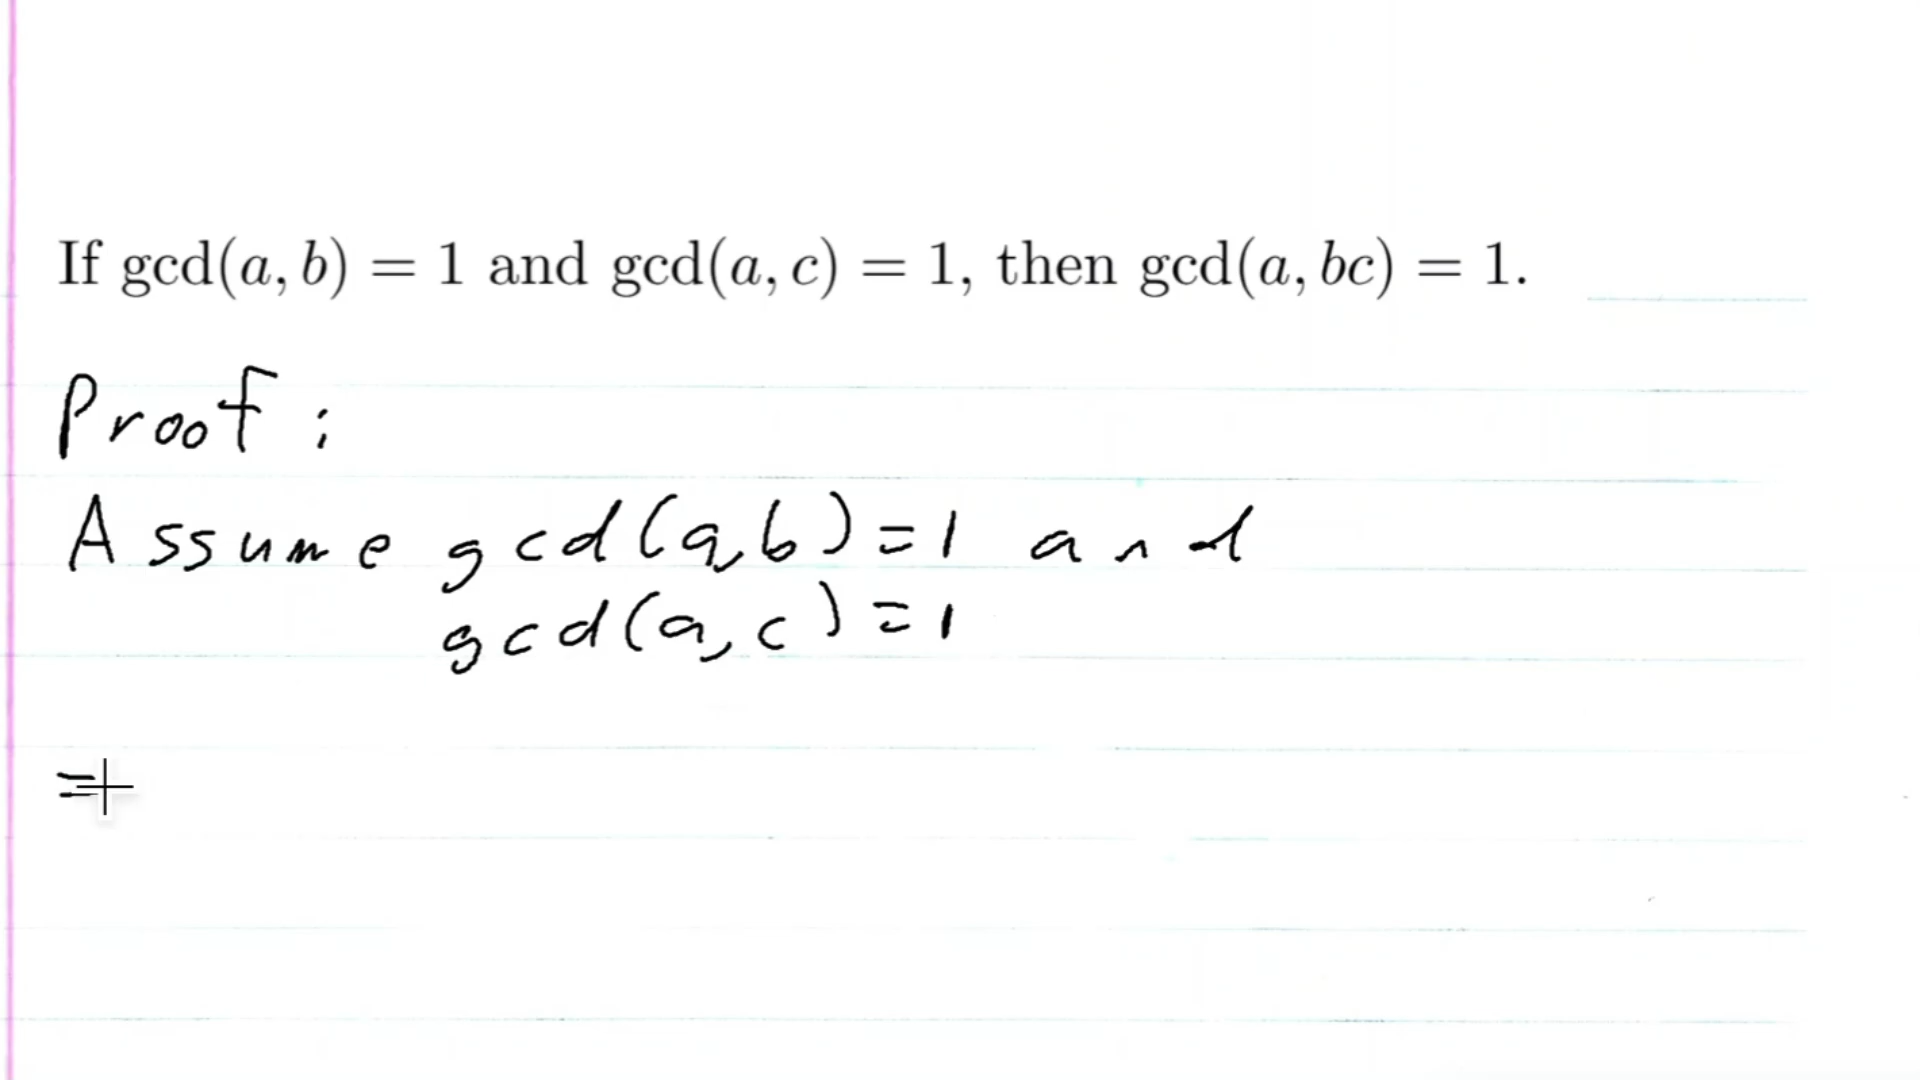 If gcd(a, b) = 1 and gcd(a, c) = 1, then gcd(a, bc) = 1.
Proof:
Assume gcd(a,b)=1 and
gcd(a,c)=1
=